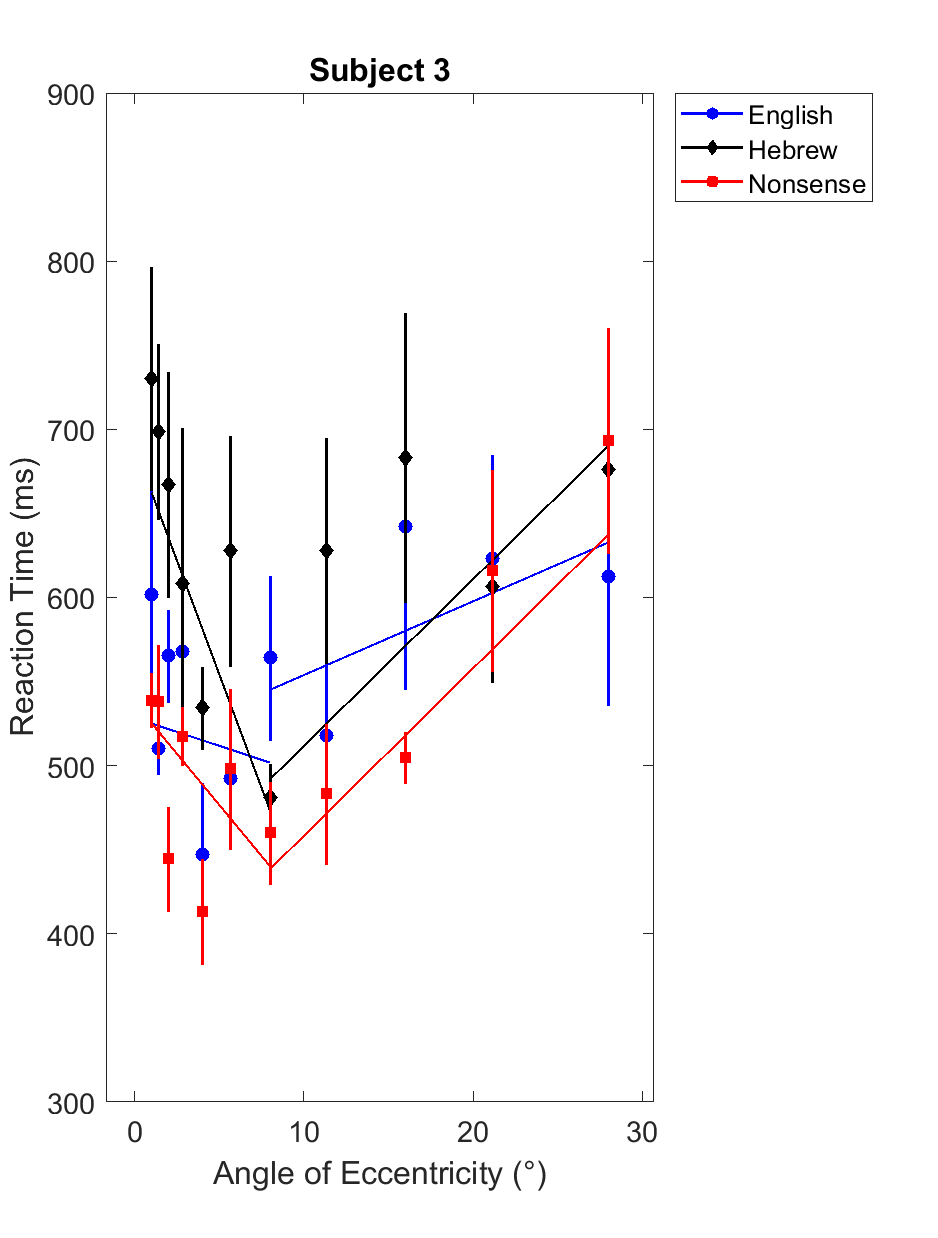 Subject 3
English
Hebrew
Nonsense
900
800
700
600
500
400
300
Reaction Time (ms)
0 10 20 30
Angle of Eccentricity (°)